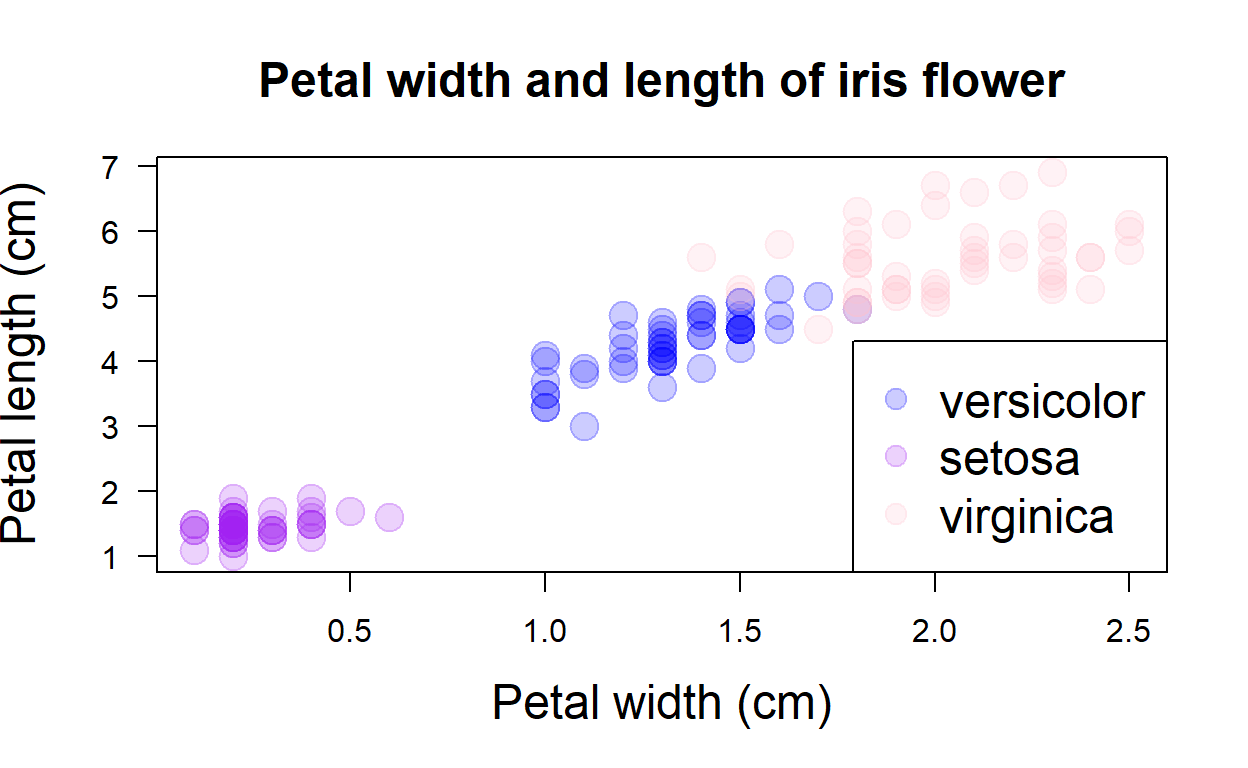 Petal width and length of iris flower
Petal length (cm)
7
6
5
4
3
2
1
versicolor
setosa
virginica
0.5 1.0 1.5 2.0 2.5
Petal width (cm)